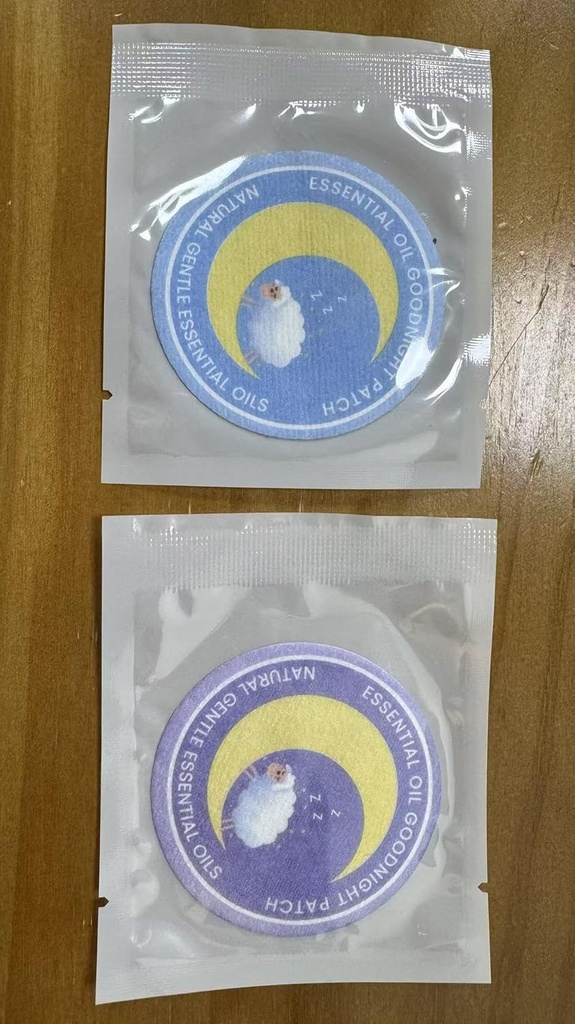 ESSENTIAL OIL GOODNIGHT PATCH
NATURAL GENTLE ESSENTIAL OILS
z z z
ESSENTIAL OIL GOODNIGHT PATCH
NATURAL GENTLE ESSENTIAL OILS
z z z